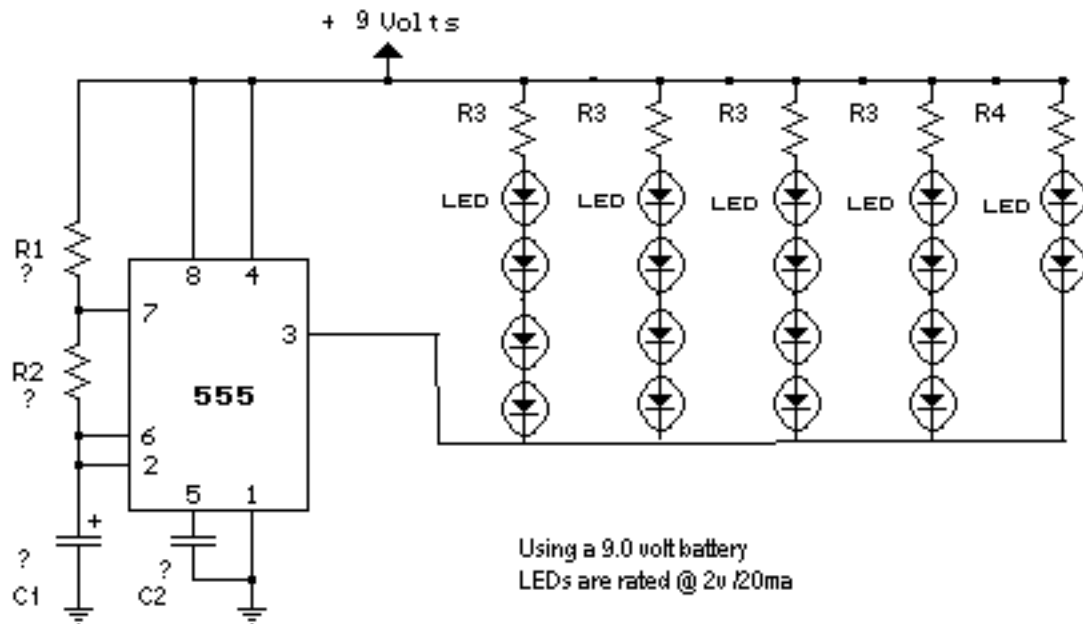 + 9 Volts
R3 R3 R3 R3 R4
LED LED LED LED LED
R1
?
8 4
7
3
R2
?
555
6
2
5 1
+
?
C1
?
C2
Using a 9.0 volt battery
LEDs are rated @ 2v /20ma